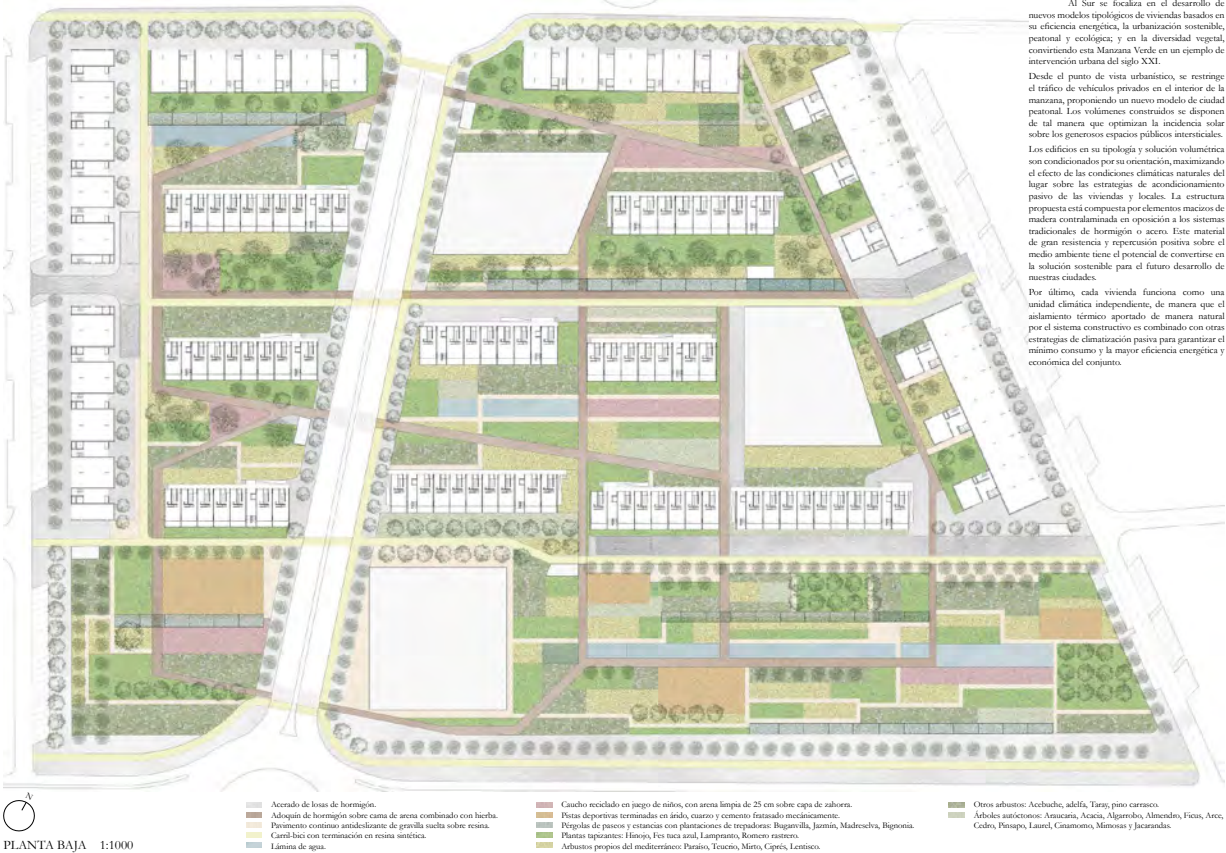 Al Sur se focaliza en el desarrollo de
nuevos modelos tipológicos de viviendas basados en
su eficiencia energética, la urbanización sostenible,
peatonal y ecológica; y en la diversidad vegetal,
convirtiendo esta Manzana Verde en un ejemplo de
intervención urbana del siglo XXI.
Desde el punto de vista urbanístico, se restringe
el tráfico de vehículos privados en el interior de la
manzana, proponiendo un nuevo modelo de ciudad
peatonal. Los volúmenes construidos se disponen
de tal manera que optimizan la incidencia solar
sobre los generosos espacios públicos intersticiales.
Los edificios en su tipología y solución volumétrica
son condicionados por su orientación, maximizando
el efecto de las condiciones climáticas naturales del
lugar sobre las estrategias de acondicionamiento
pasivo de las viviendas y locales. La estructura
propuesta está compuesta por elementos macizos de
madera contralaminada en oposición a los sistemas
tradicionales de hormigón o acero. Este material
de gran resistencia y repercusión positiva sobre el
medio ambiente tiene el potencial de convertirse en
la solución sostenible para el futuro desarrollo de
nuestras ciudades.
Por último, cada vivienda funciona como una
unidad climática independiente, de manera que el
aislamiento térmico aportado de manera natural
por el sistema constructivo es combinado con otras
estrategias de climatización pasiva para garantizar el
mínimo consumo y la mayor eficiencia energética y
económica del conjunto.
N
PLANTA BAJA 1:1000
Acerado de losas de hormigón.
Adoquín de hormigón sobre cama de arena combinado con hierba.
Pavimento continuo antideslizante de gravilla suelta sobre resina.
Carril-bici con terminación en resina sintética.
Lámina de agua.
Caucho reciclado en juego de niños, con arena limpia de 25 cm sobre capa de zahorra.
Pistas deportivas terminadas en árido, cuarzo y cemento fratasado mecánicamente.
Pérgolas de paseos y estancias con plantaciones de trepadoras: Buganvilla, Jazmín, Madreselva, Bignonia.
Plantas tapizantes: Hinojo, Fes tuca azul, Lampranto, Romero rastrero.
Arbustos propios del mediterráneo: Paraíso, Teucrio, Mirto, Ciprés, Lentisco.
Otros arbustos: Acebuche, adelfa, Taray, pino carrasco.
Árboles autóctonos: Araucaria, Acacia, Algarrobo, Almendro, Ficus, Arce,
Cedro, Pinsapo, Laurel, Cinamomo, Mimosas y Jacarandas.